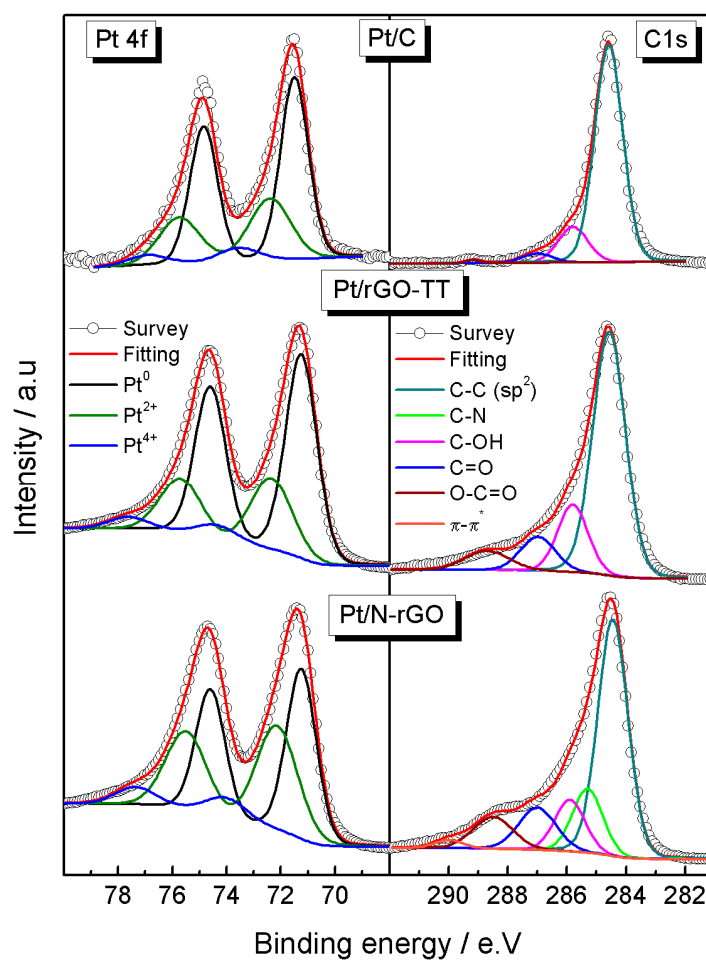 Pt 4f
Pt/C
C1s
Pt/rGO-TT
Survey
Fitting
Pt⁰
Pt²⁺
Pt⁴⁺
Survey
Fitting
C-C (sp²)
C-N
C-OH
C=O
O-C=O
π-π*
Pt/N-rGO
Intensity / a.u
78 76 74 72 70 290 288 286 284 282
Binding energy / e.V